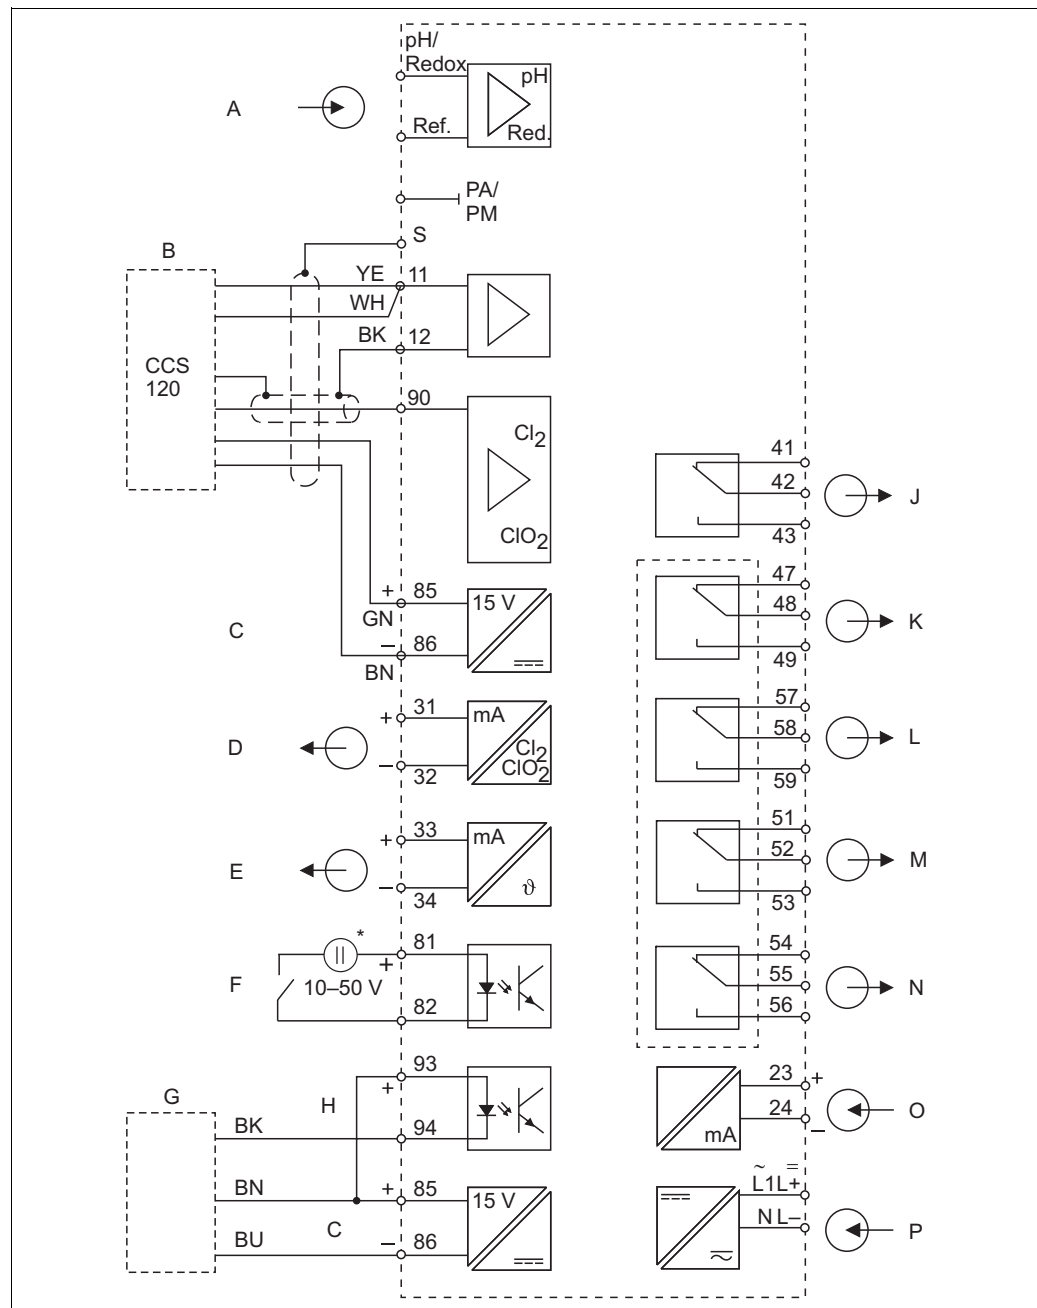 pH/
Redox
pH
A
Ref.
Red.
PA/
PM
S
B
YE
11
WH
BK
12
CCS
120
90
Cl2
ClO2
41
42
J
43
47
+
85
15 V
GN
48
K
C
–
86
49
BN
57
31
+
mA
58
L
D
Cl2
ClO2
–
32
59
33
+
mA
51
52
M
E
ϑ
–
34
53
*
81
+
54
F
10–50 V
55
N
82
56
93
+
23
+
G
H
24
O
BK
94
mA
–
~ =
L1L+
BN
+
85
15 V
N L–
P
C
BU
–
86